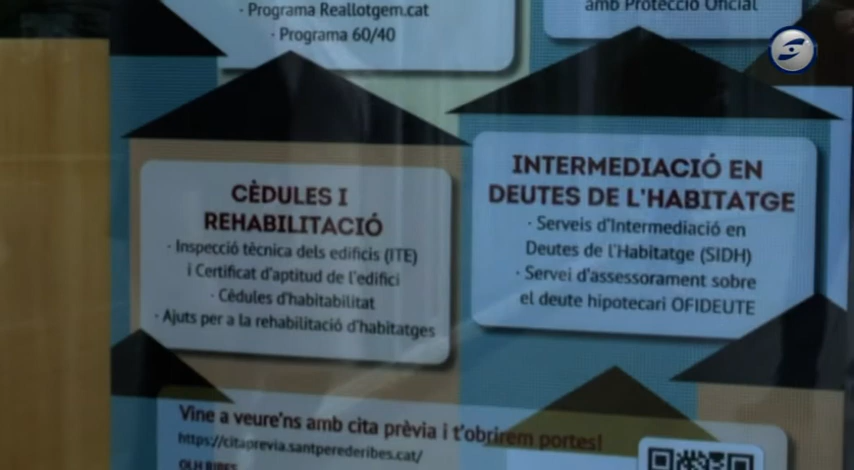 · Programa Reallotgem.cat
· Programa 60/40
amb Protecció Oficial
CÈDULES I
REHABILITACIÓ
· Inspecció tècnica dels edificis (ITE)
i Certificat d'aptitud de l'edifici
· Cèdules d'habitabilitat
· Ajuts per a la rehabilitació d'habitatges
INTERMEDIACIÓ EN
DEUTES DE L'HABITATGE
· Serveis d'Intermediació en
Deutes de l'Habitatge (SIDH)
· Servei d'assessorament sobre
el deute hipotecari OFIDEUTE
Vine a veure'ns amb cita prèvia i t'obrirem portes!
https://citaprevia.santperederibes.cat/
OLH RIBES